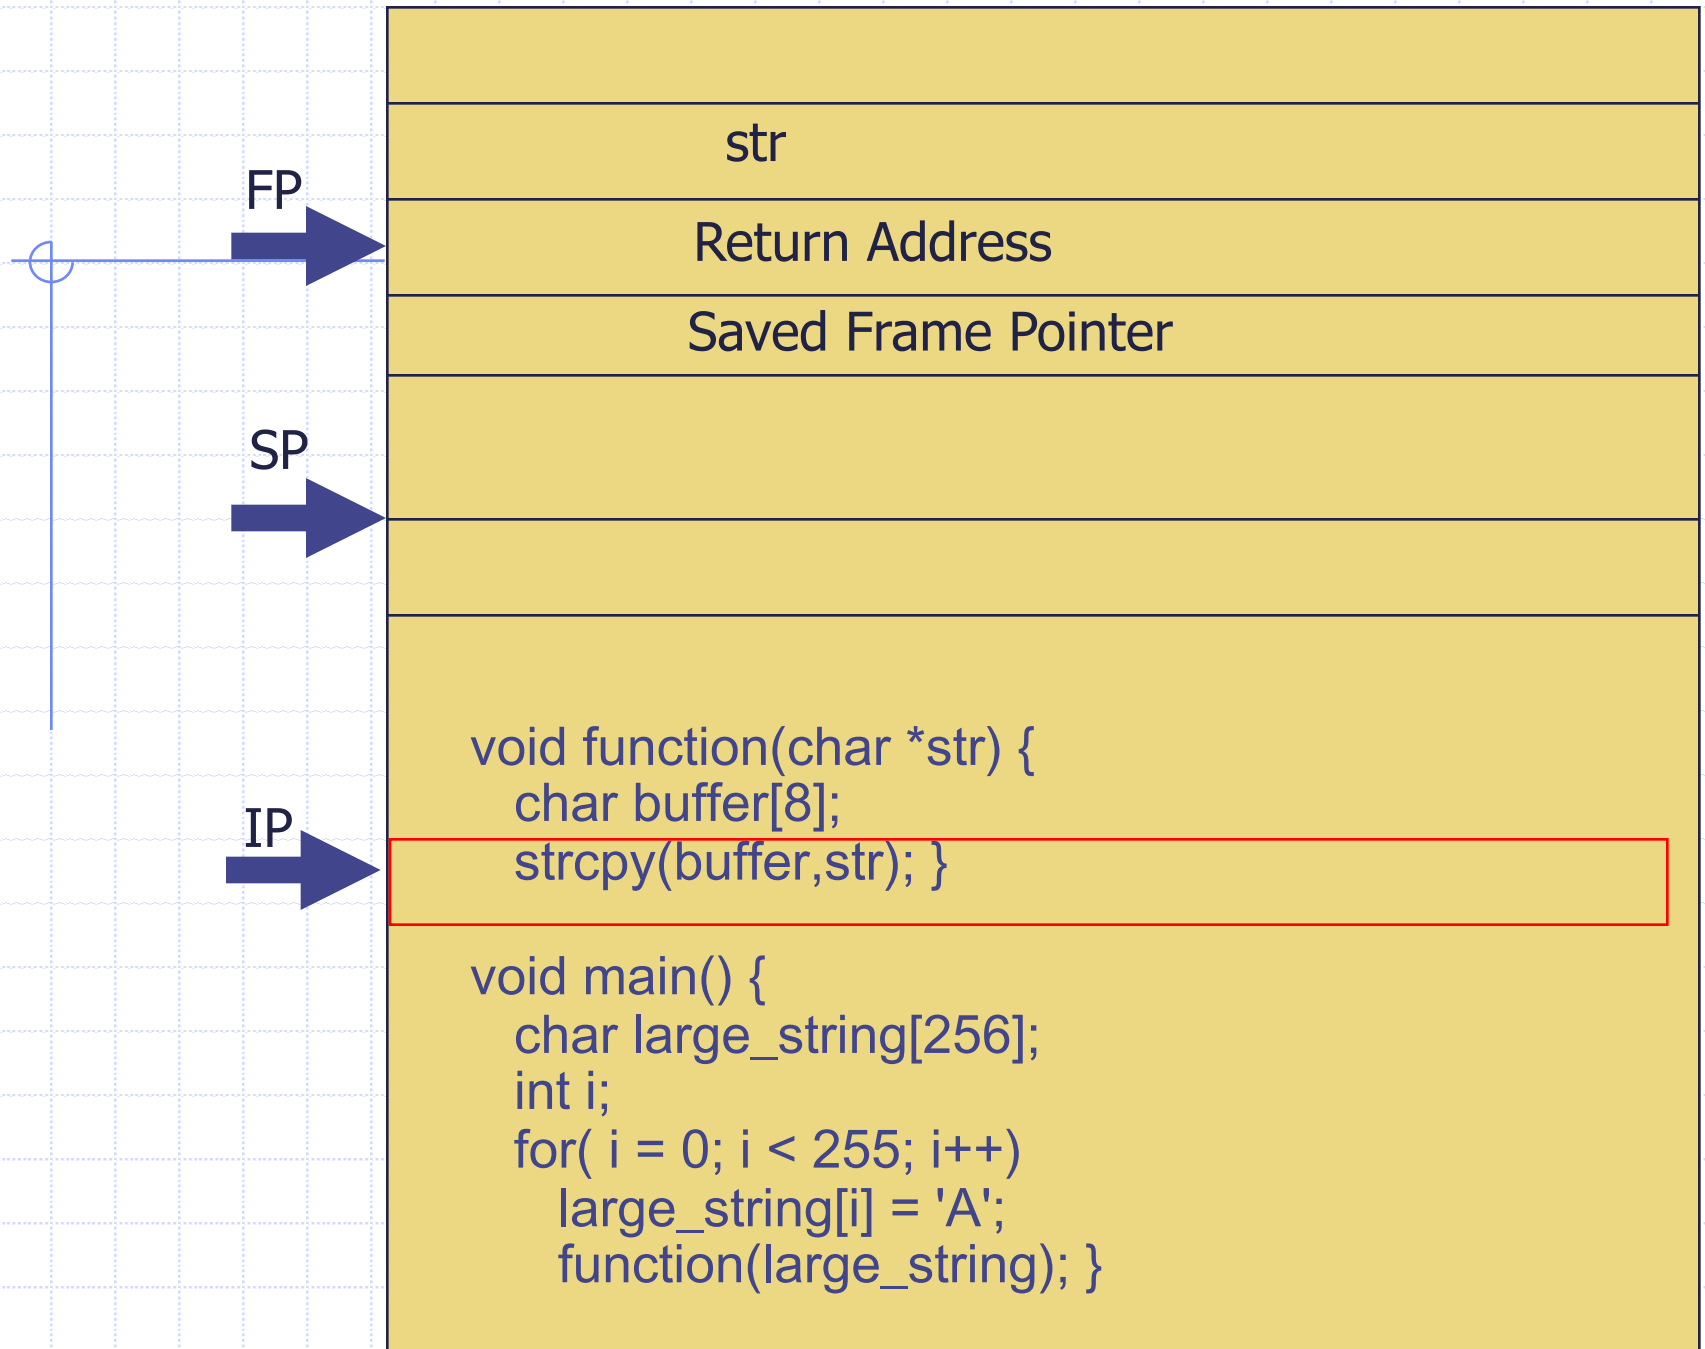 str
FP
Return Address
Saved Frame Pointer
SP
void function(char *str) {
char buffer[8];
IP
strcpy(buffer,str); }
void main() {
char large_string[256];
int i;
for( i = 0; i < 255; i++)
large_string[i] = 'A';
function(large_string); }